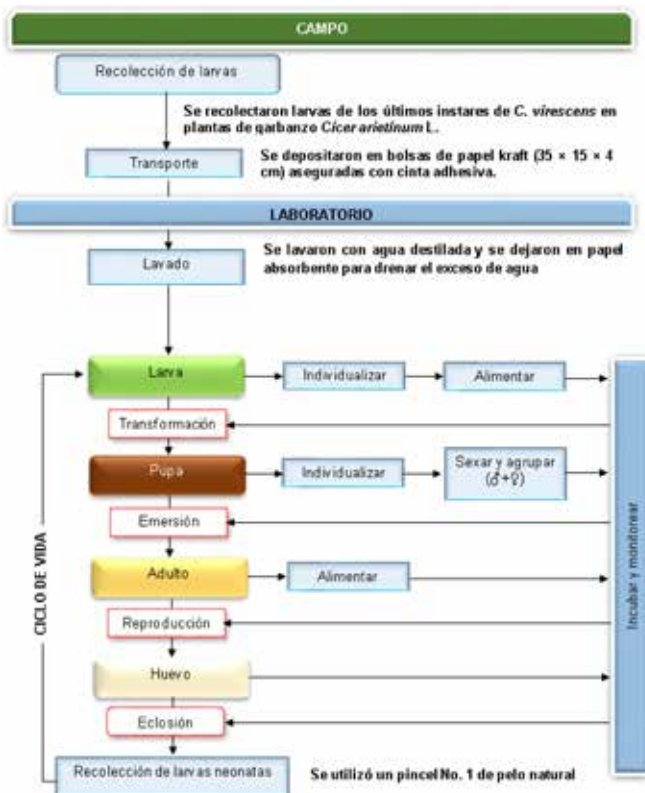 CAMPO
Recolección de larvas
Se recolectaron larvas de los últimos instares de C. virescens en
plantas de garbanzo Cicer arietinum L.
Transporte
Se depositaron en bolsas de papel kraft (35 × 15 × 4
cm) aseguradas con cinta adhesiva.
LABORATORIO
Lavado
Se lavaron con agua destilada y se dejaron en papel
absorbente para drenar el exceso de agua
Larva
Individualizar
Alimentar
Transformación
Pupa
Individualizar
Sexar y agrupar
(♂+♀)
Emersión
Adulto
Alimentar
Reproducción
Huevo
Eclosión
Recolección de larvas neonatas
Se utilizó un pincel No. 1 de pelo natural
CICLO DE VIDA
Incubar y monitorear